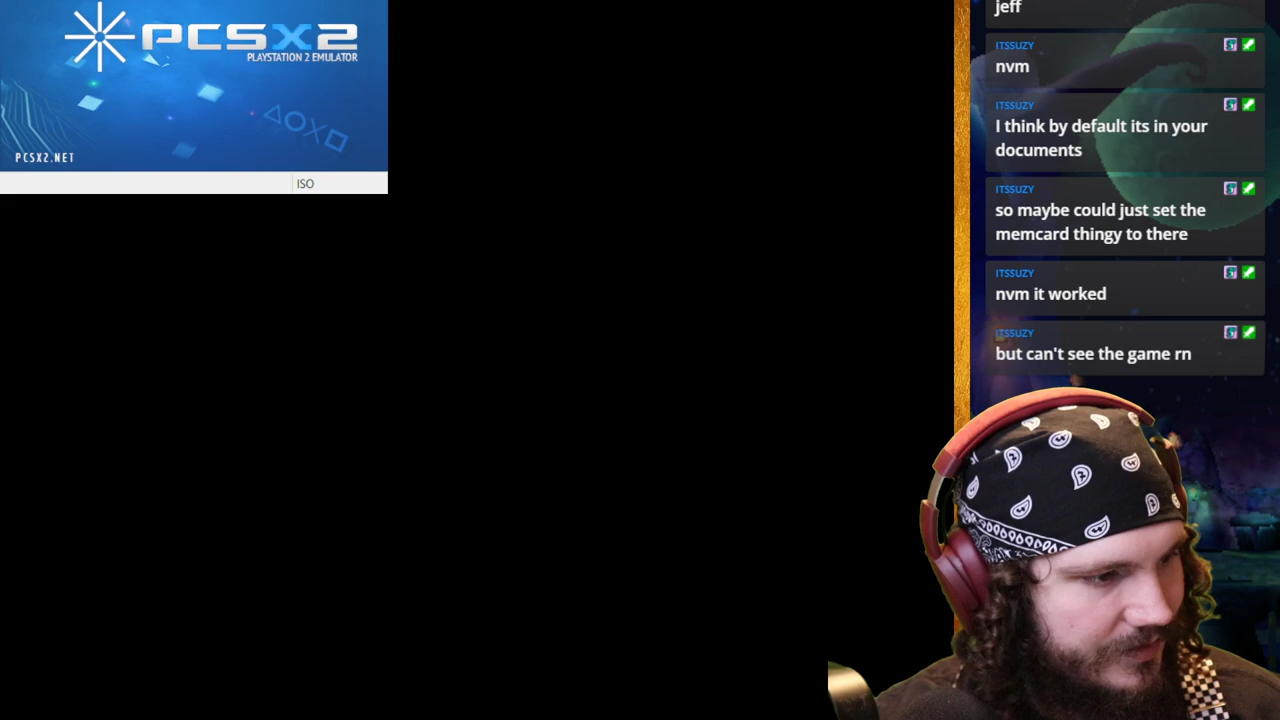 PCSX2
PLAYSTATION 2 EMULATOR
PCSX2.NET
ISO
jeff
ITSSUZY
nvm
ITSSUZY
I think by default its in your
documents
ITSSUZY
so maybe could just set the
memcard thingy to there
ITSSUZY
nvm it worked
ITSSUZY
but can't see the game rn